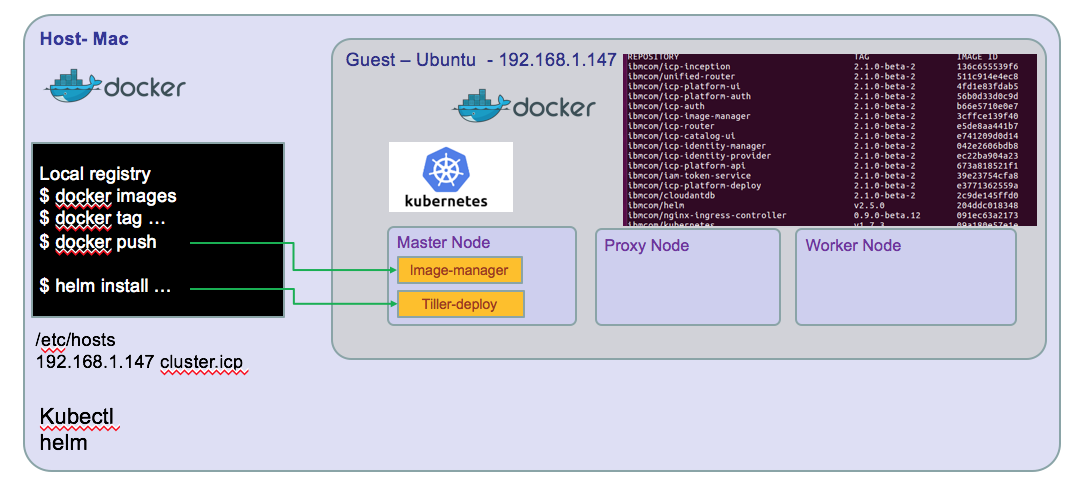 Host- Mac
docker
Local registry
$ docker images
$ docker tag ...
$ docker push
$ helm install ...
/etc/hosts
192.168.1.147 cluster.icp
Kubectl
helm
Guest – Ubuntu - 192.168.1.147
docker
kubernetes
REPOSITORY TAG IMAGE ID
ibmcom/icp-inception 2.1.0-beta-2 136c655539f6
ibmcom/unified-router 2.1.0-beta-2 511c914e4ec8
ibmcom/icp-platform-ui 2.1.0-beta-2 4fd1e83fdab5
ibmcom/icp-platform-auth 2.1.0-beta-2 56b0d33d0c9d
ibmcom/icp-auth 2.1.0-beta-2 b66e5710e0e7
ibmcom/icp-image-manager 2.1.0-beta-2 3cffce139f40
ibmcom/icp-router 2.1.0-beta-2 e5de8aa441b7
ibmcom/icp-catalog-ui 2.1.0-beta-2 e741209d0d14
ibmcom/icp-identity-manager 2.1.0-beta-2 042e2606bdb8
ibmcom/icp-identity-provider 2.1.0-beta-2 ec22ba904a23
ibmcom/icp-platform-api 2.1.0-beta-2 673a818521f1
ibmcom/iam-token-service 2.1.0-beta-2 39e23754cfa8
ibmcom/icp-platform-deploy 2.1.0-beta-2 e3771362559a
ibmcom/cloudantdb 2.1.0-beta-2 2c9de145ffd0
ibmcom/helm v2.5.0 204ddc018348
ibmcom/nginx-ingress-controller 0.9.0-beta.12 091ec63a2173
ibmcom/kubernetes v1.7.3 09a180e57e1e
Master Node
Image-manager
Tiller-deploy
Proxy Node
Worker Node